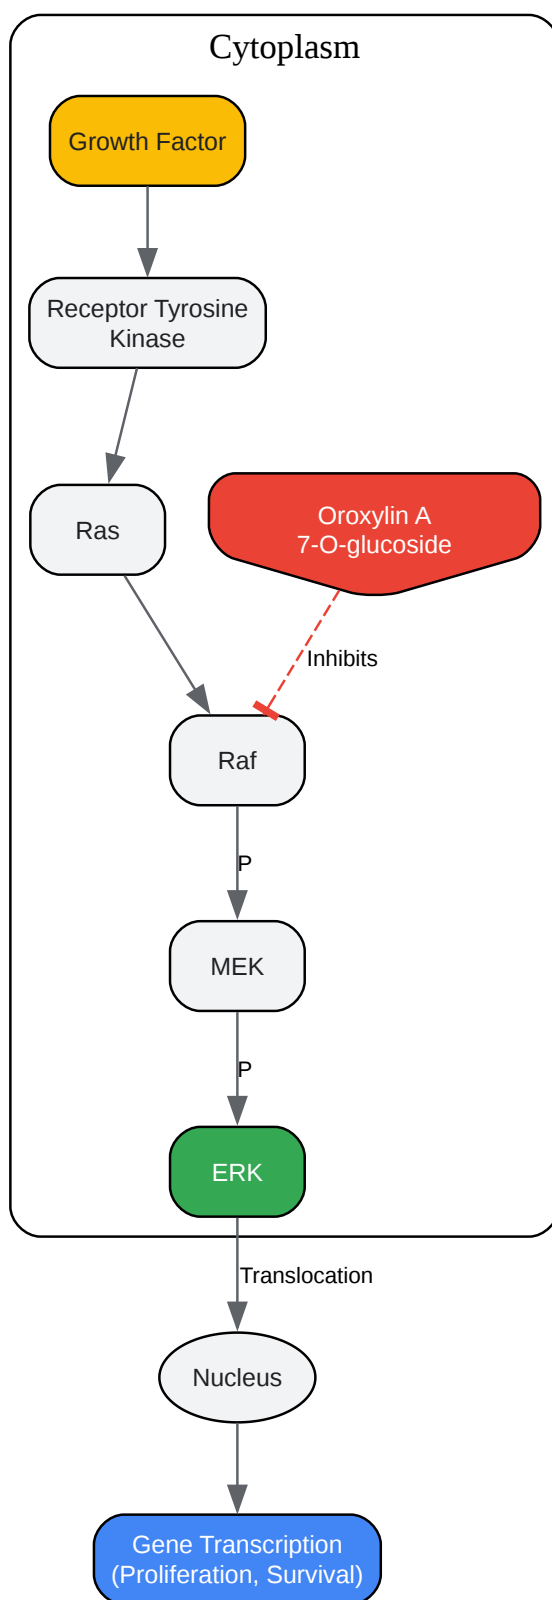 Cytoplasm
Growth Factor
Receptor Tyrosine
Kinase
Ras
Oroxylin A
7-O-glucoside
Inhibits
Raf
P
MEK
P
ERK
Translocation
Nucleus
Gene Transcription
(Proliferation, Survival)